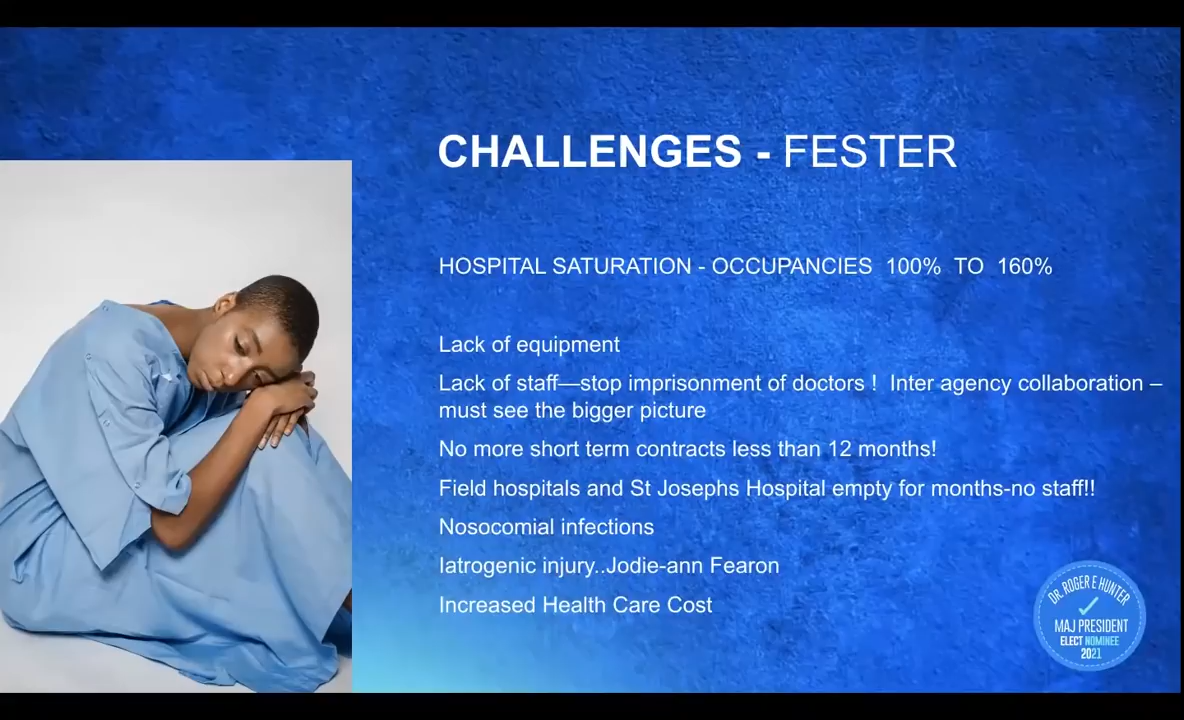 CHALLENGES - FESTER
HOSPITAL SATURATION - OCCUPANCIES 100% TO 160%
Lack of equipment
Lack of staff—stop imprisonment of doctors ! Inter agency collaboration –
must see the bigger picture
No more short term contracts less than 12 months!
Field hospitals and St Josephs Hospital empty for months-no staff!!
Nosocomial infections
Iatrogenic injury..Jodie-ann Fearon
Increased Health Care Cost
DR. ROGER E HUNTER
MAJ PRESIDENT
ELECT NOMINEE
2021